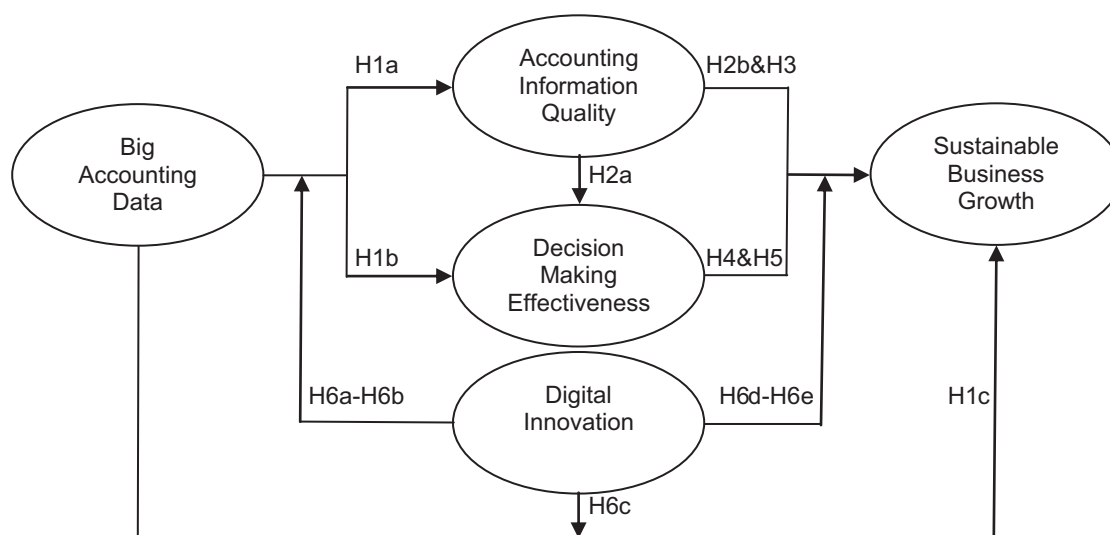 Big
Accounting
Data
H1a
H1b
Accounting
Information
Quality
H2a
Decision
Making
Effectiveness
H2b&H3
H4&H5
Sustainable
Business
Growth
H6a-H6b
Digital
Innovation
H6d-H6e
H1c
H6c